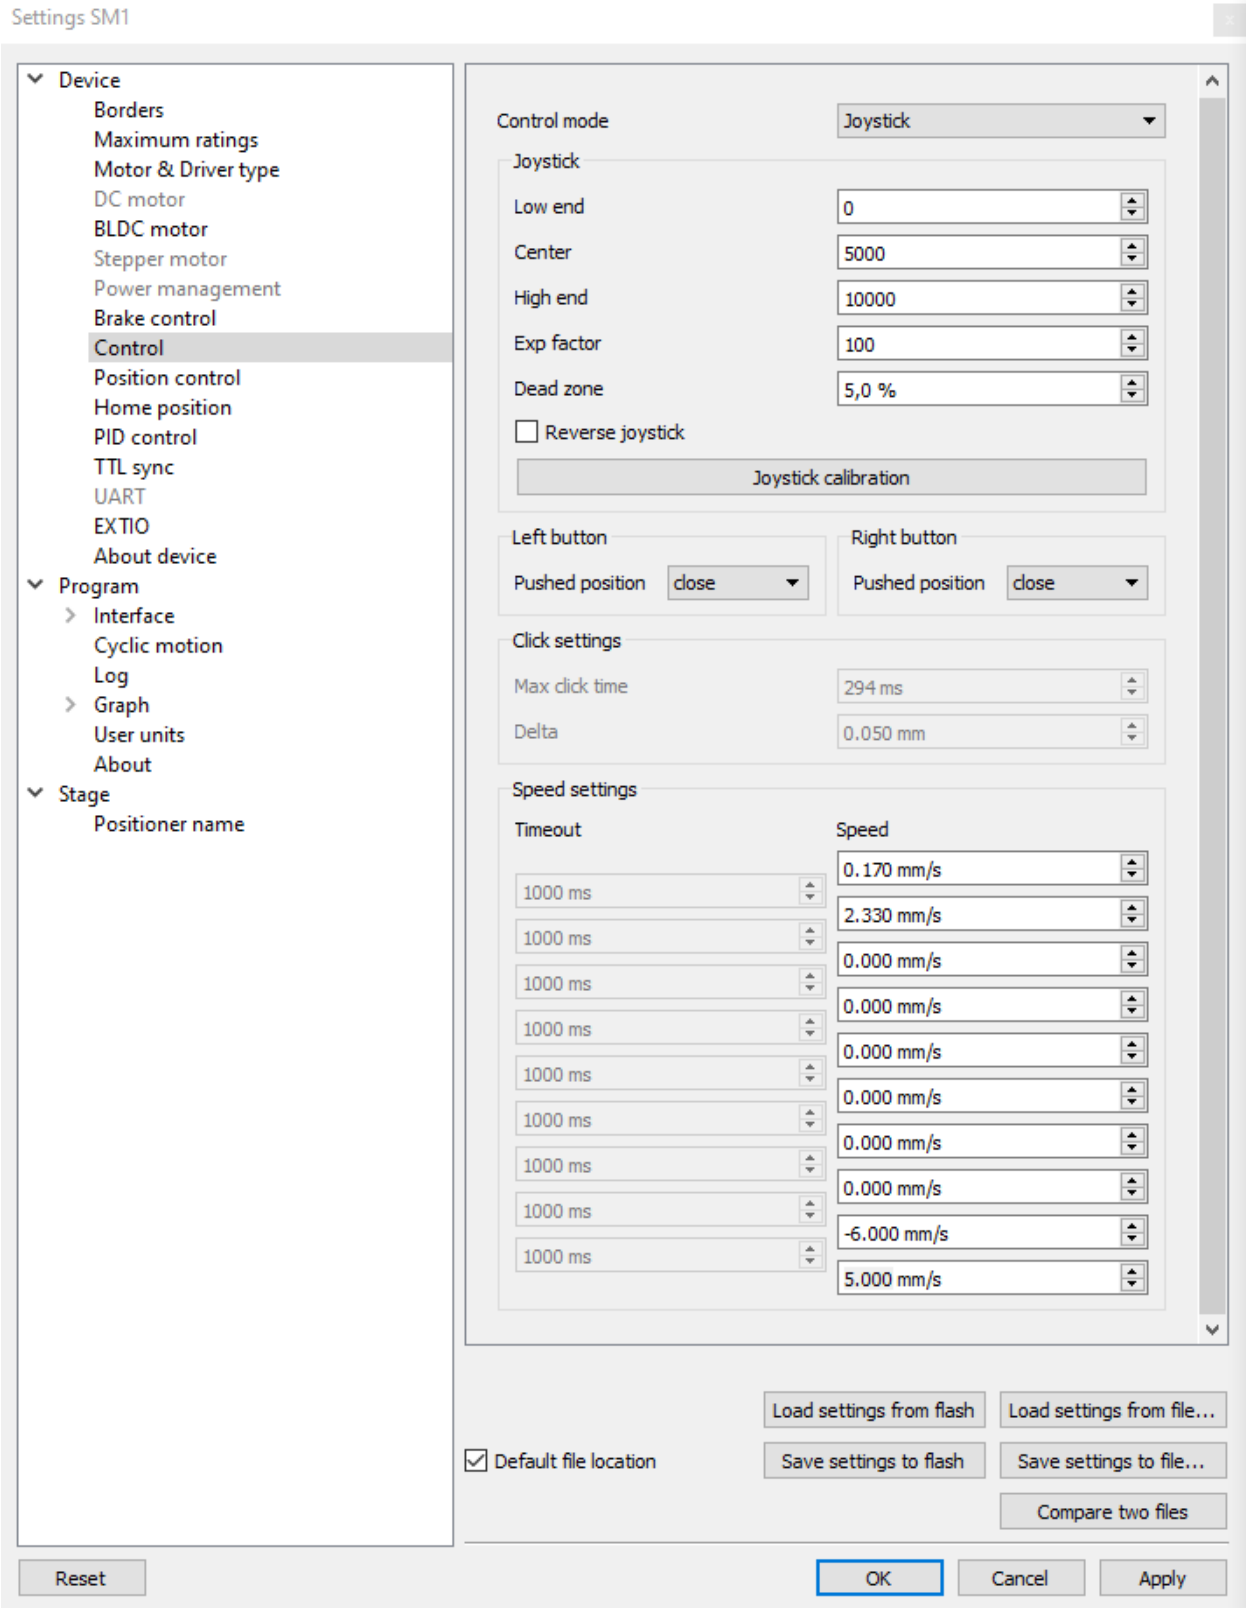 Settings SM1
Device
Borders
Maximum ratings
Motor & Driver type
DC motor
BLDC motor
Stepper motor
Power management
Brake control
Control
Position control
Home position
PID control
TTL sync
UART
EXTIO
About device
Program
Interface
Cyclic motion
Log
Graph
User units
About
Stage
Positioner name
Control mode Joystick
Joystick
Low end 0
Center 5000
High end 10000
Exp factor 100
Dead zone 5,0 %
Reverse joystick
Joystick calibration
Left button
Pushed position close
Right button
Pushed position close
Click settings
Max click time 294 ms
Delta 0.050 mm
Speed settings
Timeout Speed
0.170 mm/s
1000 ms
2.330 mm/s
1000 ms
0.000 mm/s
1000 ms
0.000 mm/s
1000 ms
0.000 mm/s
1000 ms
0.000 mm/s
1000 ms
0.000 mm/s
1000 ms
0.000 mm/s
1000 ms
-6.000 mm/s
1000 ms
5.000 mm/s
Load settings from flash Load settings from file...
Default file location Save settings to flash Save settings to file...
Compare two files
Reset OK Cancel Apply